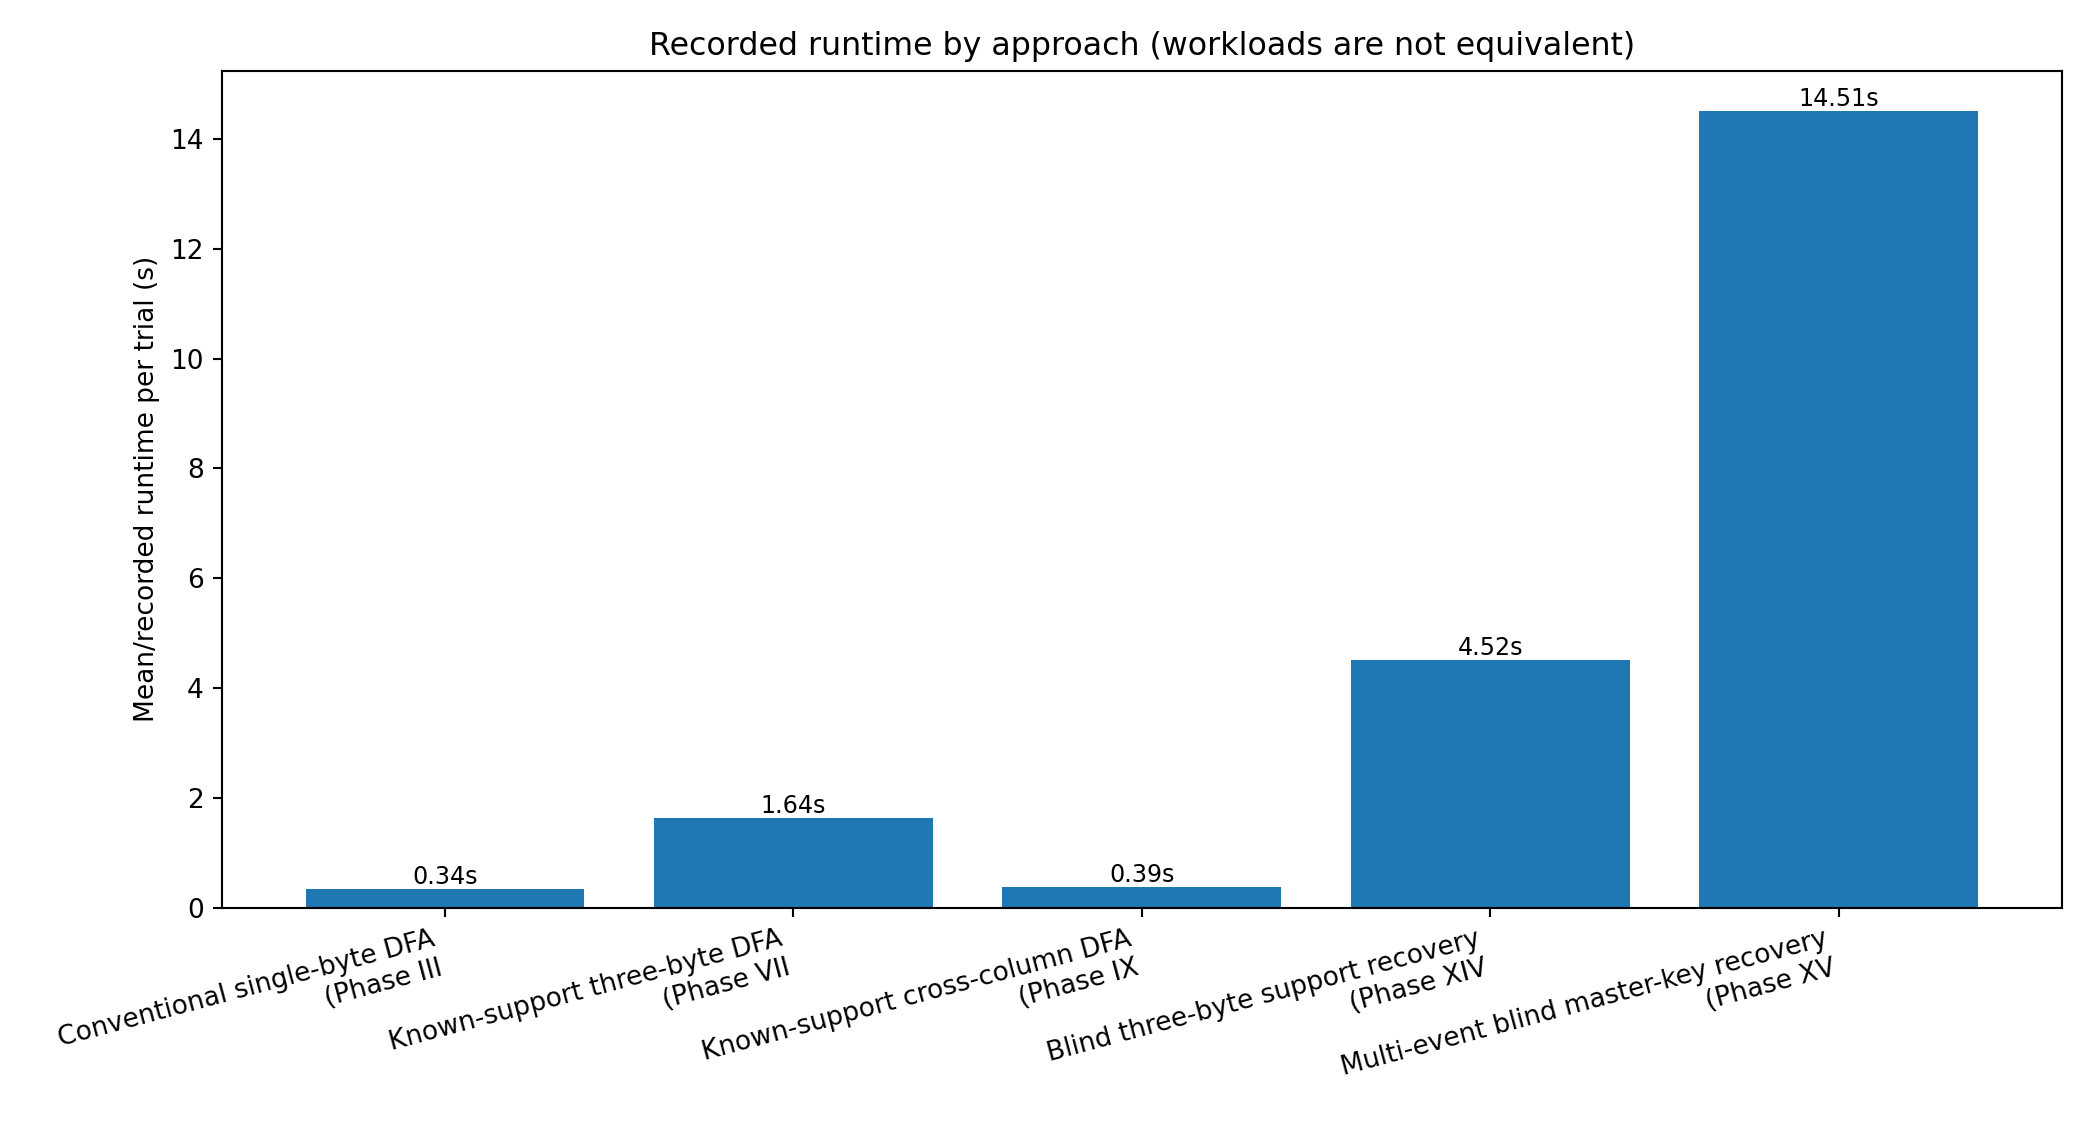 Recorded runtime by approach (workloads are not equivalent)
Mean/recorded runtime per trial (s)
14
12
10
8
6
4
2
0
0.34s
1.64s
0.39s
4.52s
14.51s
Conventional single-byte DFA
(Phase III
Known-support three-byte DFA
(Phase VII
Known-support cross-column DFA
(Phase IX
Blind three-byte support recovery
(Phase XIV
Multi-event blind master-key recovery
(Phase XV